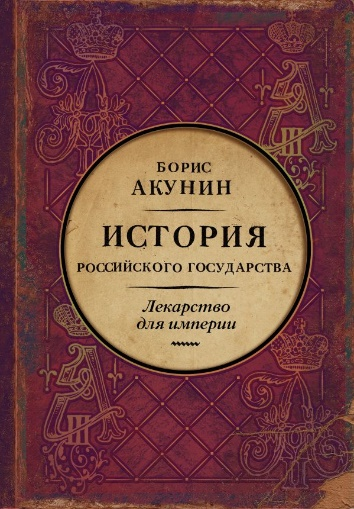 БОРИС
АКУНИН
ИСТОРИЯ
РОССИЙСКОГО ГОСУДАРСТВА
Лекарство
для империи